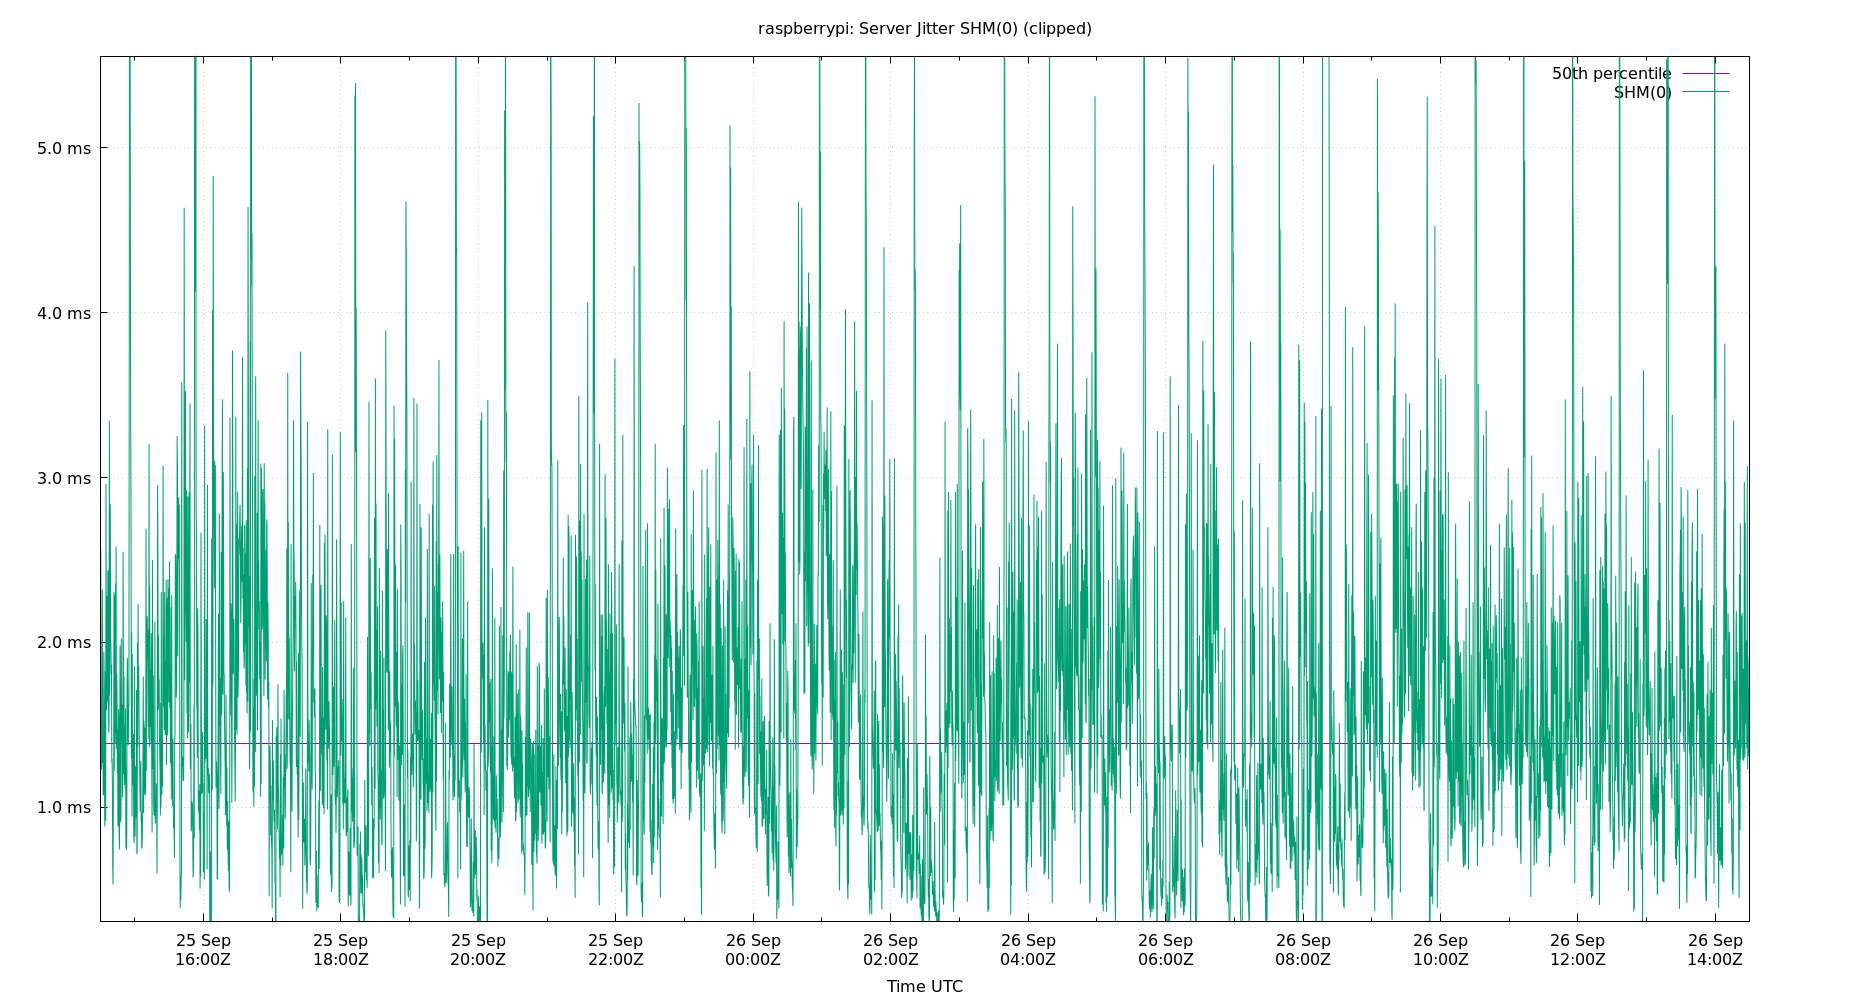 raspberrypi: Server Jitter SHM(0) (clipped)
50th percentile
SHM(0)
5.0 ms
4.0 ms
3.0 ms
2.0 ms
1.0 ms
25 Sep 25 Sep 25 Sep 25 Sep 26 Sep 26 Sep 26 Sep 26 Sep 26 Sep 26 Sep 26 Sep 26 Sep
16:00Z 18:00Z 20:00Z 22:00Z 00:00Z 02:00Z 04:00Z 06:00Z 08:00Z 10:00Z 12:00Z 14:00Z
Time UTC